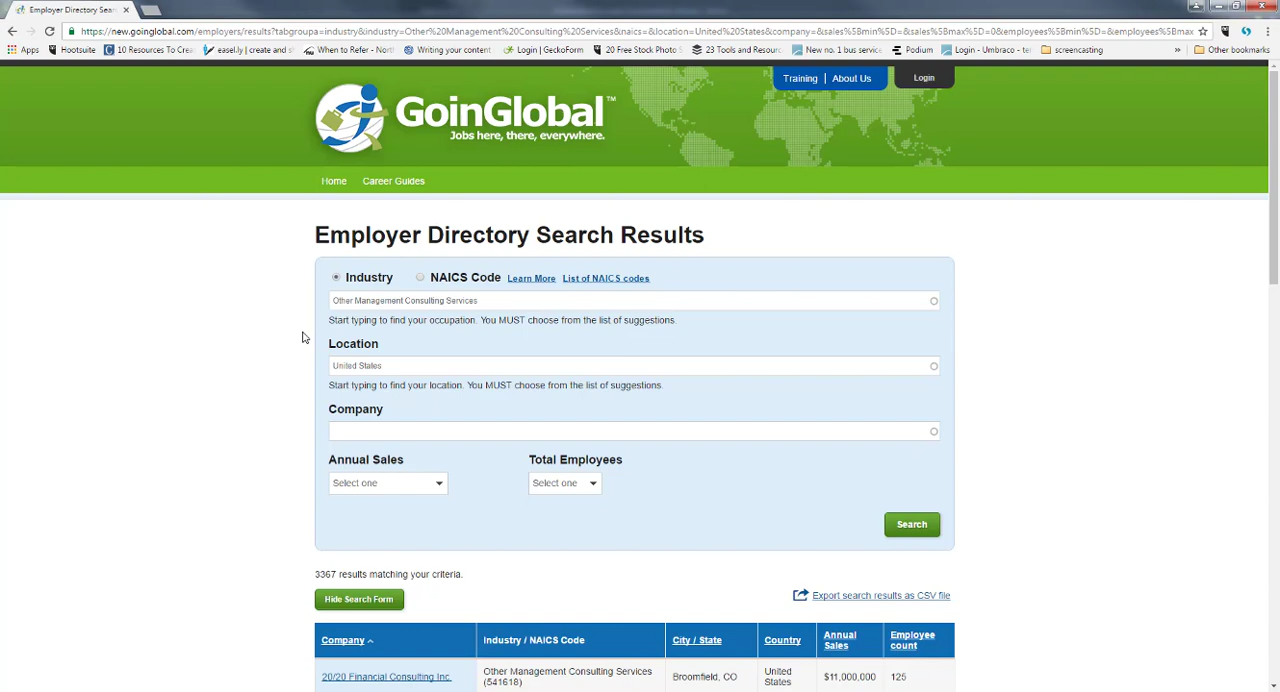 Employer Directory Sear
https://new.goinglobal.com/employers/results?tabgroupa=industry&industry=Other%20Management%20Consulting%20Services&naics=&location=United%20States&company=&sales%5Bmin%5D=&sales%5Bmax%5D=0&employees%5Bmin%5D=&employees%5Bmax
Apps Hootsuite 10 Resources To Cre easel.ly | create and s When to Refer - Nort Writing your content Login | GeckoForm 20 Free Stock Photo S 23 Tools and Resourc New no. 1 bus service Podium Login - Umbraco - ter screencasting » Other bookmarks
Training | About Us Login
GoinGlobal™
Jobs here, there, everywhere.
Home Career Guides
Employer Directory Search Results
Industry NAICS Code Learn More List of NAICS codes
Other Management Consulting Services
Start typing to find your occupation. You MUST choose from the list of suggestions.
Location
United States
Start typing to find your location. You MUST choose from the list of suggestions.
Company
Annual Sales Total Employees
Select one Select one
Search
3367 results matching your criteria.
Hide Search Form Export search results as CSV file
Company Industry / NAICS Code City / State Country Annual Sales Employee count
20/20 Financial Consulting Inc. Other Management Consulting Services (541618) Broomfield, CO United States $11,000,000 125